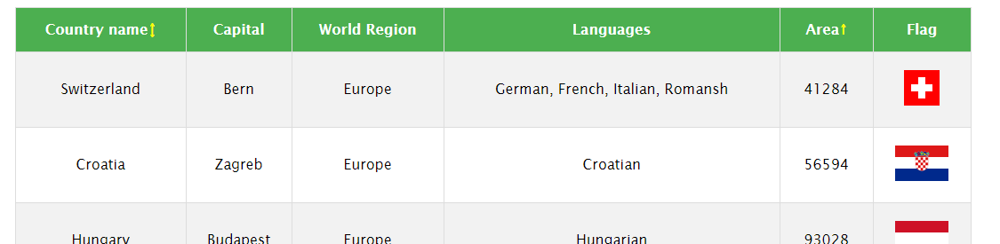 Country name↕ Capital World Region Languages Area↑ Flag
Switzerland Bern Europe German, French, Italian, Romansh 41284
Croatia Zagreb Europe Croatian 56594
Hungary Budapest Europe Hungarian 93028